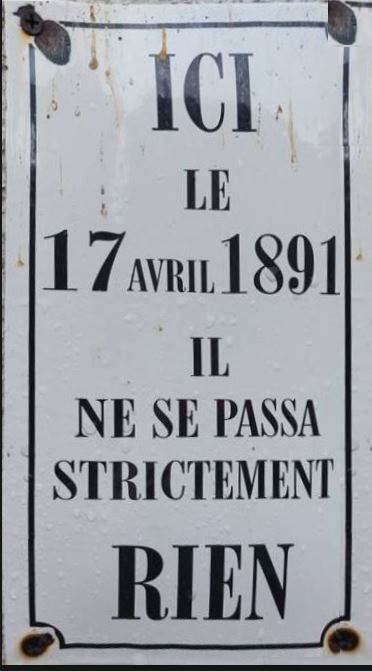 ICI
LE
17 AVRIL 1891
IL
NE SE PASSA
STRICTEMENT
RIEN